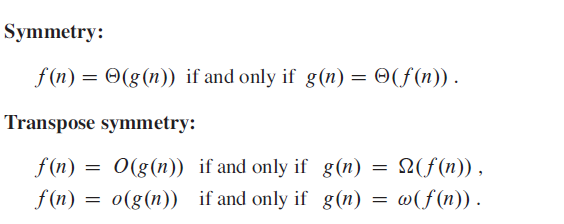 Symmetry:
f(n) = Θ(g(n)) if and only if g(n) = Θ(f(n)) .
Transpose symmetry:
f(n) = O(g(n)) if and only if g(n) = Ω(f(n)) ,
f(n) = o(g(n)) if and only if g(n) = ω(f(n)) .